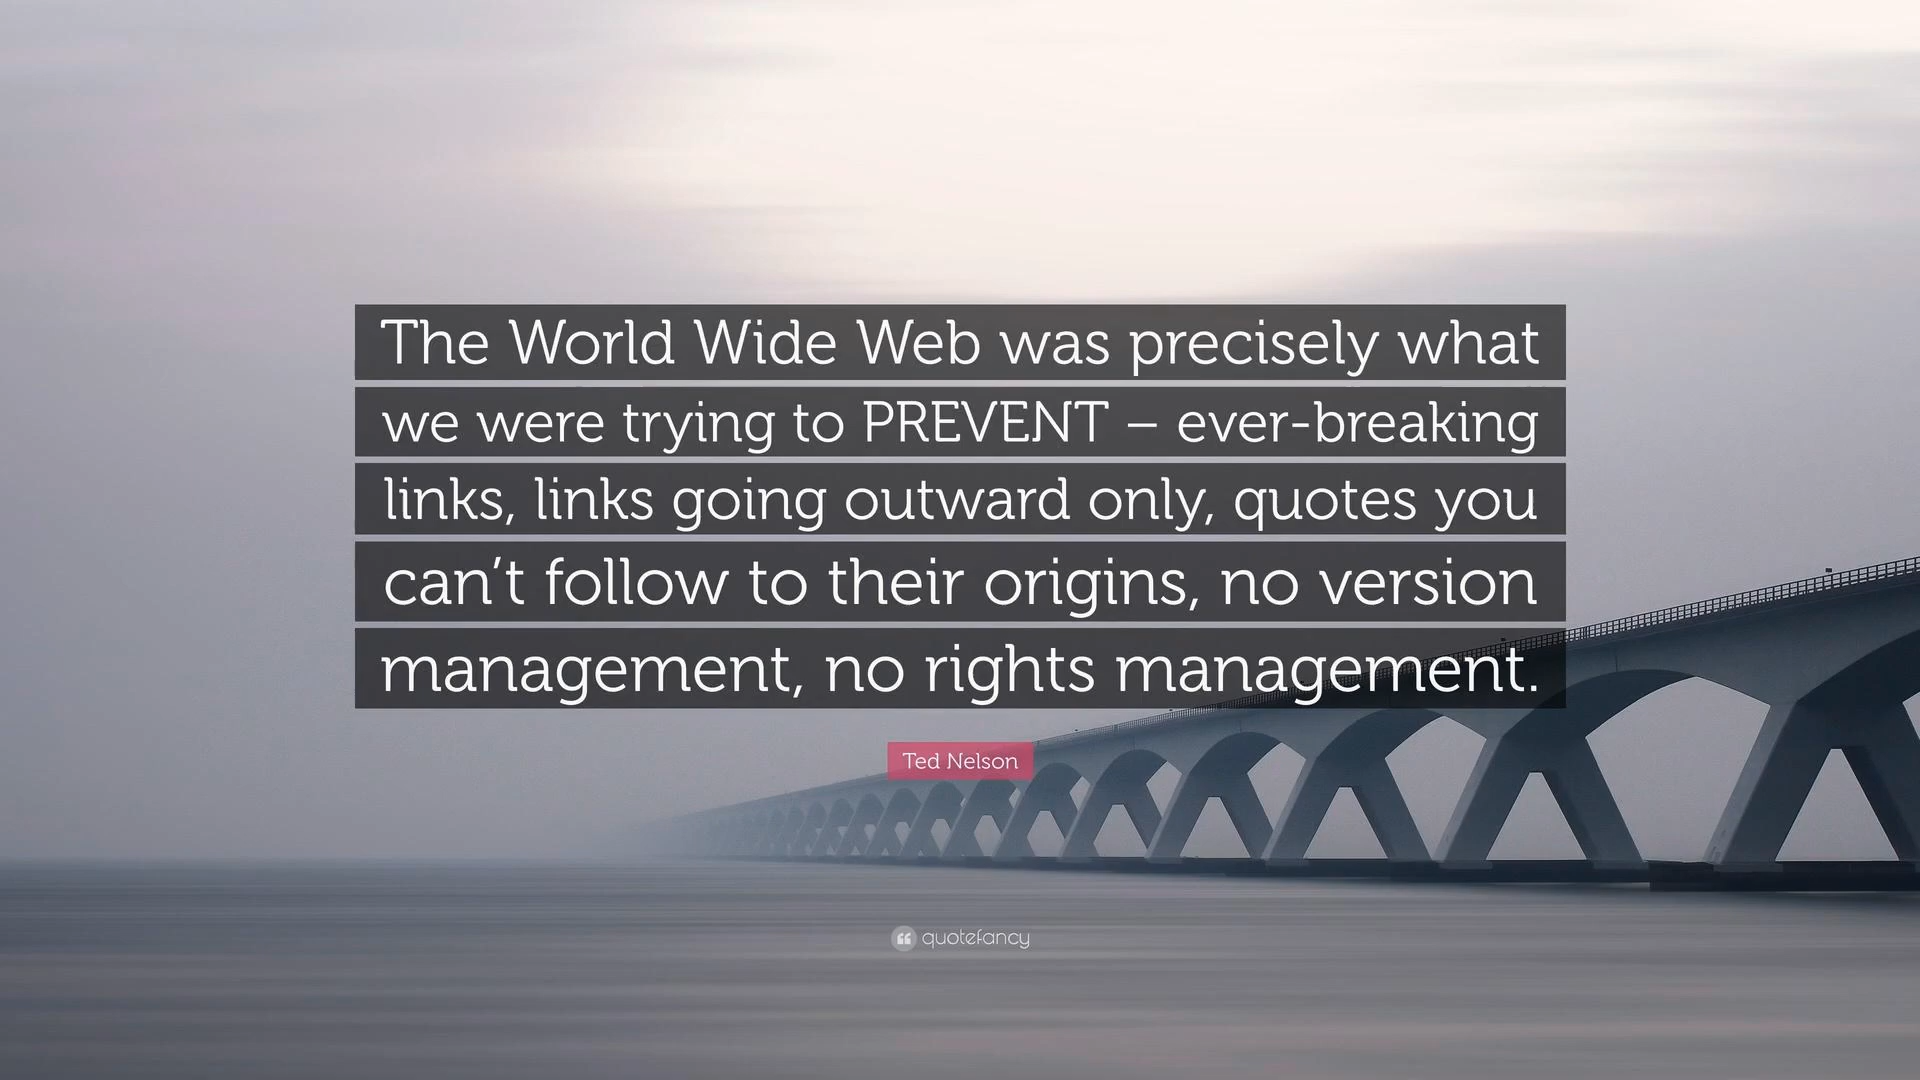 The World Wide Web was precisely what
we were trying to PREVENT – ever-breaking
links, links going outward only, quotes you
can’t follow to their origins, no version
management, no rights management.
Ted Nelson
quotefancy